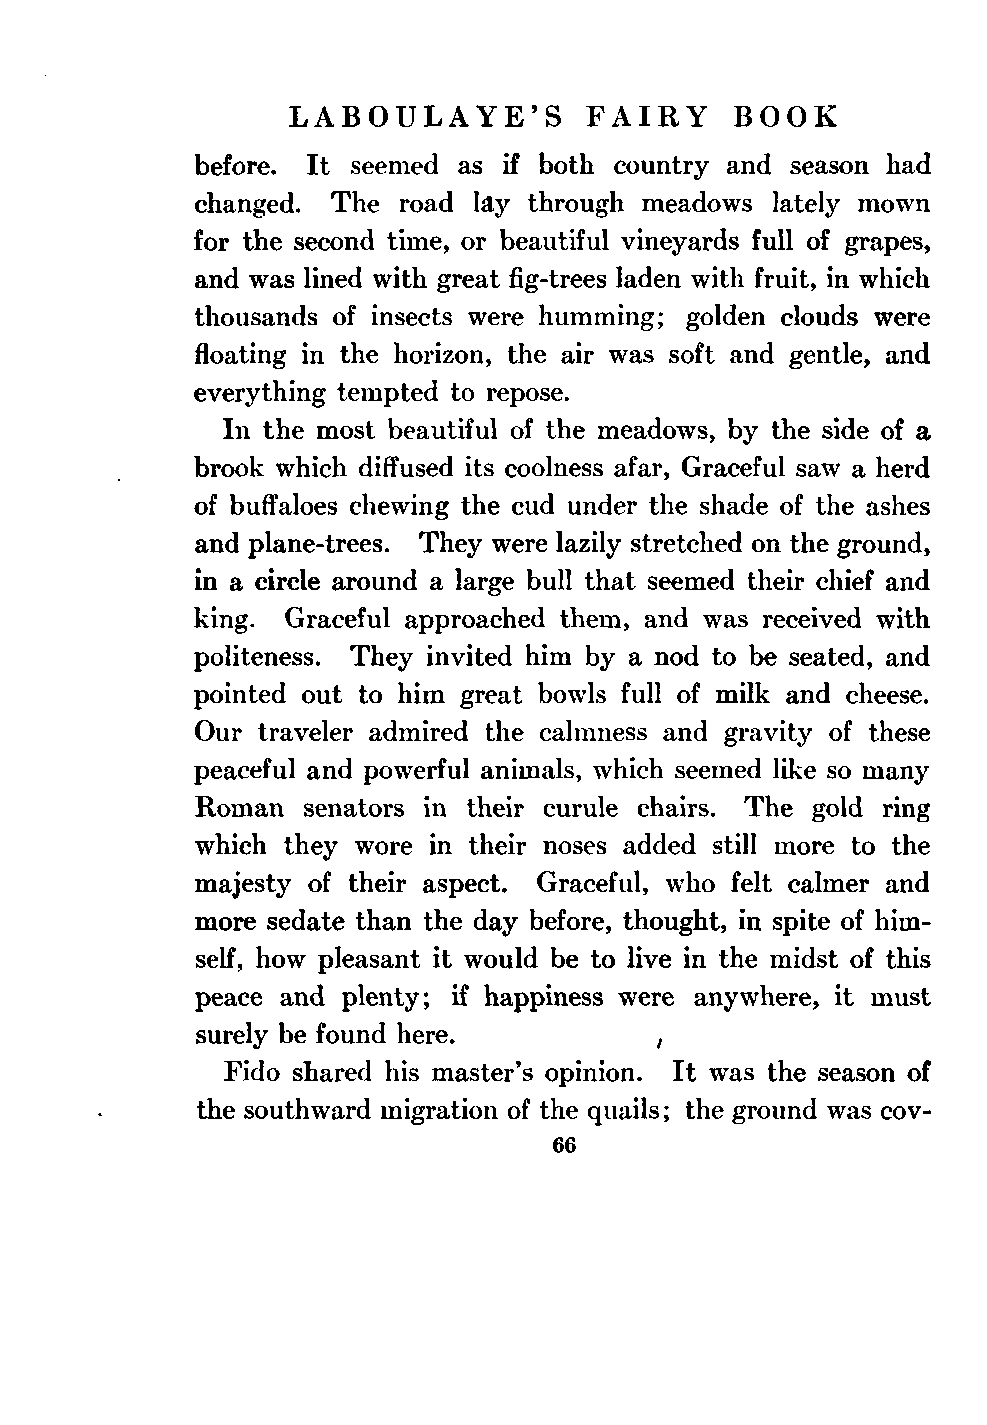 LABOULAYE'S FAIRY BOOK
before. It seemed as if both country and season had
changed. The road lay through meadows lately mown
for the second time, or beautiful vineyards full of grapes,
and was lined with great fig-trees laden with fruit, in which
thousands of insects were humming; golden clouds were
floating in the horizon, the air was soft and gentle, and
everything tempted to repose.
In the most beautiful of the meadows, by the side of a
brook which diffused its coolness afar, Graceful saw a herd
of buffaloes chewing the cud under the shade of the ashes
and plane-trees. They were lazily stretched on the ground,
in a circle around a large bull that seemed their chief and
king. Graceful approached them, and was received with
politeness. They invited him by a nod to be seated, and
pointed out to him great bowls full of milk and cheese.
Our traveler admired the calmness and gravity of these
peaceful and powerful animals, which seemed like so many
Roman senators in their curule chairs. The gold ring
which they wore in their noses added still more to the
majesty of their aspect. Graceful, who felt calmer and
more sedate than the day before, thought, in spite of him-
self, how pleasant it would be to live in the midst of this
peace and plenty; if happiness were anywhere, it must
surely be found here.
Fido shared his master's opinion. It was the season of
the southward migration of the quails; the ground was cov-
66